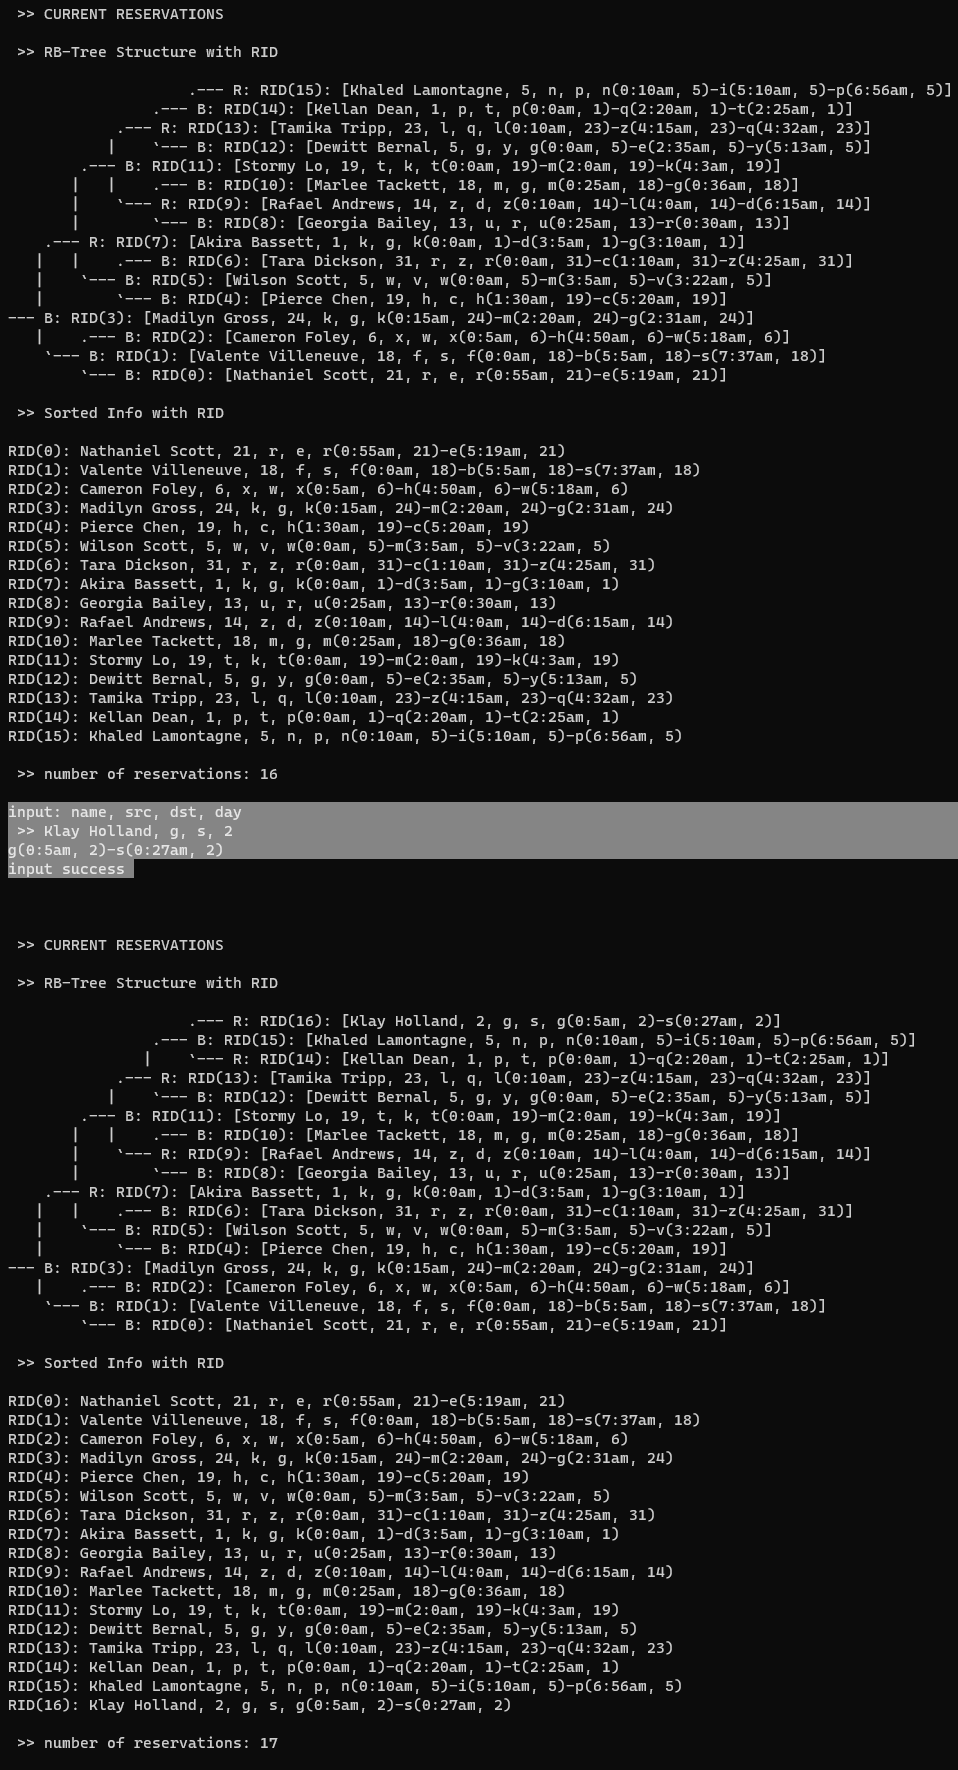 >> CURRENT RESERVATIONS
 >> RB-Tree Structure with RID
                    .--- R: RID(15): [Khaled Lamontagne, 5, n, p, n(0:10am, 5)-i(5:10am, 5)-p(6:56am, 5)]
                .--- B: RID(14): [Kellan Dean, 1, p, t, p(0:0am, 1)-q(2:20am, 1)-t(2:25am, 1)]
            .--- R: RID(13): [Tamika Tripp, 23, l, q, l(0:10am, 23)-z(4:15am, 23)-q(4:32am, 23)]
           |    `--- B: RID(12): [Dewitt Bernal, 5, g, y, g(0:0am, 5)-e(2:35am, 5)-y(5:13am, 5)]
        .--- B: RID(11): [Stormy Lo, 19, t, k, t(0:0am, 19)-m(2:0am, 19)-k(4:3am, 19)]
       |   |    .--- B: RID(10): [Marlee Tackett, 18, m, g, m(0:25am, 18)-g(0:36am, 18)]
       |    `--- R: RID(9): [Rafael Andrews, 14, z, d, z(0:10am, 14)-l(4:0am, 14)-d(6:15am, 14)]
       |        `--- B: RID(8): [Georgia Bailey, 13, u, r, u(0:25am, 13)-r(0:30am, 13)]
    .--- R: RID(7): [Akira Bassett, 1, k, g, k(0:0am, 1)-d(3:5am, 1)-g(3:10am, 1)]
   |   |    .--- B: RID(6): [Tara Dickson, 31, r, z, r(0:0am, 31)-c(1:10am, 31)-z(4:25am, 31)]
   |    `--- B: RID(5): [Wilson Scott, 5, w, v, w(0:0am, 5)-m(3:5am, 5)-v(3:22am, 5)]
   |        `--- B: RID(4): [Pierce Chen, 19, h, c, h(1:30am, 19)-c(5:20am, 19)]
--- B: RID(3): [Madilyn Gross, 24, k, g, k(0:15am, 24)-m(2:20am, 24)-g(2:31am, 24)]
   |    .--- B: RID(2): [Cameron Foley, 6, x, w, x(0:5am, 6)-h(4:50am, 6)-w(5:18am, 6)]
    `--- B: RID(1): [Valente Villeneuve, 18, f, s, f(0:0am, 18)-b(5:5am, 18)-s(7:37am, 18)]
        `--- B: RID(0): [Nathaniel Scott, 21, r, e, r(0:55am, 21)-e(5:19am, 21)]
 >> Sorted Info with RID
RID(0): Nathaniel Scott, 21, r, e, r(0:55am, 21)-e(5:19am, 21)
RID(1): Valente Villeneuve, 18, f, s, f(0:0am, 18)-b(5:5am, 18)-s(7:37am, 18)
RID(2): Cameron Foley, 6, x, w, x(0:5am, 6)-h(4:50am, 6)-w(5:18am, 6)
RID(3): Madilyn Gross, 24, k, g, k(0:15am, 24)-m(2:20am, 24)-g(2:31am, 24)
RID(4): Pierce Chen, 19, h, c, h(1:30am, 19)-c(5:20am, 19)
RID(5): Wilson Scott, 5, w, v, w(0:0am, 5)-m(3:5am, 5)-v(3:22am, 5)
RID(6): Tara Dickson, 31, r, z, r(0:0am, 31)-c(1:10am, 31)-z(4:25am, 31)
RID(7): Akira Bassett, 1, k, g, k(0:0am, 1)-d(3:5am, 1)-g(3:10am, 1)
RID(8): Georgia Bailey, 13, u, r, u(0:25am, 13)-r(0:30am, 13)
RID(9): Rafael Andrews, 14, z, d, z(0:10am, 14)-l(4:0am, 14)-d(6:15am, 14)
RID(10): Marlee Tackett, 18, m, g, m(0:25am, 18)-g(0:36am, 18)
RID(11): Stormy Lo, 19, t, k, t(0:0am, 19)-m(2:0am, 19)-k(4:3am, 19)
RID(12): Dewitt Bernal, 5, g, y, g(0:0am, 5)-e(2:35am, 5)-y(5:13am, 5)
RID(13): Tamika Tripp, 23, l, q, l(0:10am, 23)-z(4:15am, 23)-q(4:32am, 23)
RID(14): Kellan Dean, 1, p, t, p(0:0am, 1)-q(2:20am, 1)-t(2:25am, 1)
RID(15): Khaled Lamontagne, 5, n, p, n(0:10am, 5)-i(5:10am, 5)-p(6:56am, 5)
 >> number of reservations: 16
input: name, src, dst, day
 >> Klay Holland, g, s, 2
g(0:5am, 2)-s(0:27am, 2)
input success
 >> CURRENT RESERVATIONS
 >> RB-Tree Structure with RID
                    .--- R: RID(16): [Klay Holland, 2, g, s, g(0:5am, 2)-s(0:27am, 2)]
                .--- B: RID(15): [Khaled Lamontagne, 5, n, p, n(0:10am, 5)-i(5:10am, 5)-p(6:56am, 5)]
               |    `--- R: RID(14): [Kellan Dean, 1, p, t, p(0:0am, 1)-q(2:20am, 1)-t(2:25am, 1)]
            .--- R: RID(13): [Tamika Tripp, 23, l, q, l(0:10am, 23)-z(4:15am, 23)-q(4:32am, 23)]
           |    `--- B: RID(12): [Dewitt Bernal, 5, g, y, g(0:0am, 5)-e(2:35am, 5)-y(5:13am, 5)]
        .--- B: RID(11): [Stormy Lo, 19, t, k, t(0:0am, 19)-m(2:0am, 19)-k(4:3am, 19)]
       |   |    .--- B: RID(10): [Marlee Tackett, 18, m, g, m(0:25am, 18)-g(0:36am, 18)]
       |    `--- R: RID(9): [Rafael Andrews, 14, z, d, z(0:10am, 14)-l(4:0am, 14)-d(6:15am, 14)]
       |        `--- B: RID(8): [Georgia Bailey, 13, u, r, u(0:25am, 13)-r(0:30am, 13)]
    .--- R: RID(7): [Akira Bassett, 1, k, g, k(0:0am, 1)-d(3:5am, 1)-g(3:10am, 1)]
   |   |    .--- B: RID(6): [Tara Dickson, 31, r, z, r(0:0am, 31)-c(1:10am, 31)-z(4:25am, 31)]
   |    `--- B: RID(5): [Wilson Scott, 5, w, v, w(0:0am, 5)-m(3:5am, 5)-v(3:22am, 5)]
   |        `--- B: RID(4): [Pierce Chen, 19, h, c, h(1:30am, 19)-c(5:20am, 19)]
--- B: RID(3): [Madilyn Gross, 24, k, g, k(0:15am, 24)-m(2:20am, 24)-g(2:31am, 24)]
   |    .--- B: RID(2): [Cameron Foley, 6, x, w, x(0:5am, 6)-h(4:50am, 6)-w(5:18am, 6)]
    `--- B: RID(1): [Valente Villeneuve, 18, f, s, f(0:0am, 18)-b(5:5am, 18)-s(7:37am, 18)]
        `--- B: RID(0): [Nathaniel Scott, 21, r, e, r(0:55am, 21)-e(5:19am, 21)]
 >> Sorted Info with RID
RID(0): Nathaniel Scott, 21, r, e, r(0:55am, 21)-e(5:19am, 21)
RID(1): Valente Villeneuve, 18, f, s, f(0:0am, 18)-b(5:5am, 18)-s(7:37am, 18)
RID(2): Cameron Foley, 6, x, w, x(0:5am, 6)-h(4:50am, 6)-w(5:18am, 6)
RID(3): Madilyn Gross, 24, k, g, k(0:15am, 24)-m(2:20am, 24)-g(2:31am, 24)
RID(4): Pierce Chen, 19, h, c, h(1:30am, 19)-c(5:20am, 19)
RID(5): Wilson Scott, 5, w, v, w(0:0am, 5)-m(3:5am, 5)-v(3:22am, 5)
RID(6): Tara Dickson, 31, r, z, r(0:0am, 31)-c(1:10am, 31)-z(4:25am, 31)
RID(7): Akira Bassett, 1, k, g, k(0:0am, 1)-d(3:5am, 1)-g(3:10am, 1)
RID(8): Georgia Bailey, 13, u, r, u(0:25am, 13)-r(0:30am, 13)
RID(9): Rafael Andrews, 14, z, d, z(0:10am, 14)-l(4:0am, 14)-d(6:15am, 14)
RID(10): Marlee Tackett, 18, m, g, m(0:25am, 18)-g(0:36am, 18)
RID(11): Stormy Lo, 19, t, k, t(0:0am, 19)-m(2:0am, 19)-k(4:3am, 19)
RID(12): Dewitt Bernal, 5, g, y, g(0:0am, 5)-e(2:35am, 5)-y(5:13am, 5)
RID(13): Tamika Tripp, 23, l, q, l(0:10am, 23)-z(4:15am, 23)-q(4:32am, 23)
RID(14): Kellan Dean, 1, p, t, p(0:0am, 1)-q(2:20am, 1)-t(2:25am, 1)
RID(15): Khaled Lamontagne, 5, n, p, n(0:10am, 5)-i(5:10am, 5)-p(6:56am, 5)
RID(16): Klay Holland, 2, g, s, g(0:5am, 2)-s(0:27am, 2)
 >> number of reservations: 17